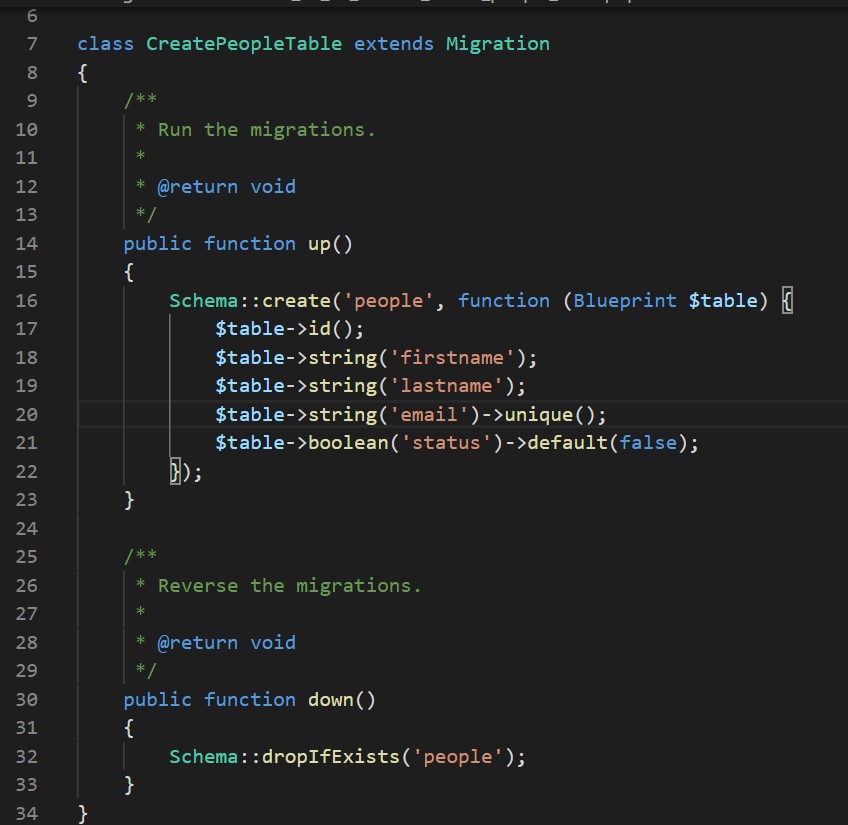 6
7 class CreatePeopleTable extends Migration
8 {
9 /**
10 * Run the migrations.
11 *
12 * @return void
13 */
14 public function up()
15 {
16 Schema::create('people', function (Blueprint $table) {
17 $table->id();
18 $table->string('firstname');
19 $table->string('lastname');
20 $table->string('email')->unique();
21 $table->boolean('status')->default(false);
22 });
23 }
24
25 /**
26 * Reverse the migrations.
27 *
28 * @return void
29 */
30 public function down()
31 {
32 Schema::dropIfExists('people');
33 }
34 }